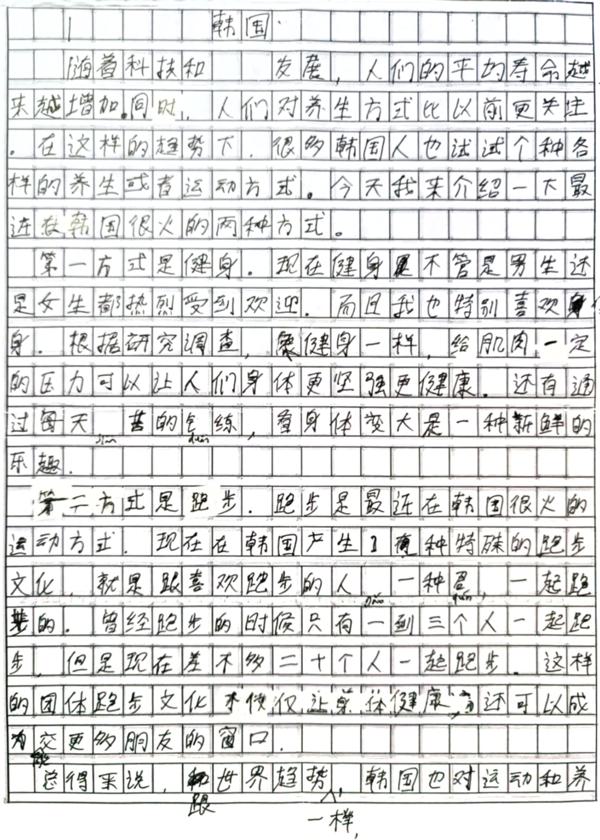 韩国
随着科技和 发展，人们的平均寿命越
来越增加。同时，人们对养生方式比以前更关注
。在这样的趋势下，很多韩国人也试试个种各
样的养生或者运动方式。今天我来介绍一下最
近在韩国很火的两种方式。
第一方式是健身．现在健身不管是男生还
是女生都热烈受到欢迎．而且我也特别喜欢
身．根据研究调查，健身一样，给肌肉一定
的压力可以让人们身体更坚强更健康．还有通
过每天 苦的 练，身体变大是一种新鲜的
乐趣．
第二方式是跑步．跑步是最近在韩国很火的
运动方式．现在在韩国产生了 种特殊的跑步
文化，就是跟喜欢跑步的人 一种 ，一起跑
步的．曾经跑步的时候只有一到三个人一起跑
步，但是现在差不多二十个人一起跑步．这样
的团体跑步文化 不仅仅让 体健康，还可以成
为交更多朋友的窗口．
总得来说，跟世界趋势一样，韩国也对运动和养